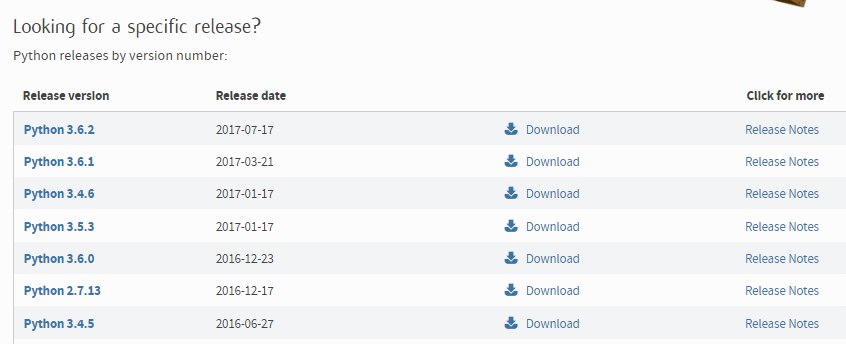 Looking for a specific release?
Python releases by version number:
Release version Release date Click for more
Python 3.6.2 2017-07-17 Download Release Notes
Python 3.6.1 2017-03-21 Download Release Notes
Python 3.4.6 2017-01-17 Download Release Notes
Python 3.5.3 2017-01-17 Download Release Notes
Python 3.6.0 2016-12-23 Download Release Notes
Python 2.7.13 2016-12-17 Download Release Notes
Python 3.4.5 2016-06-27 Download Release Notes